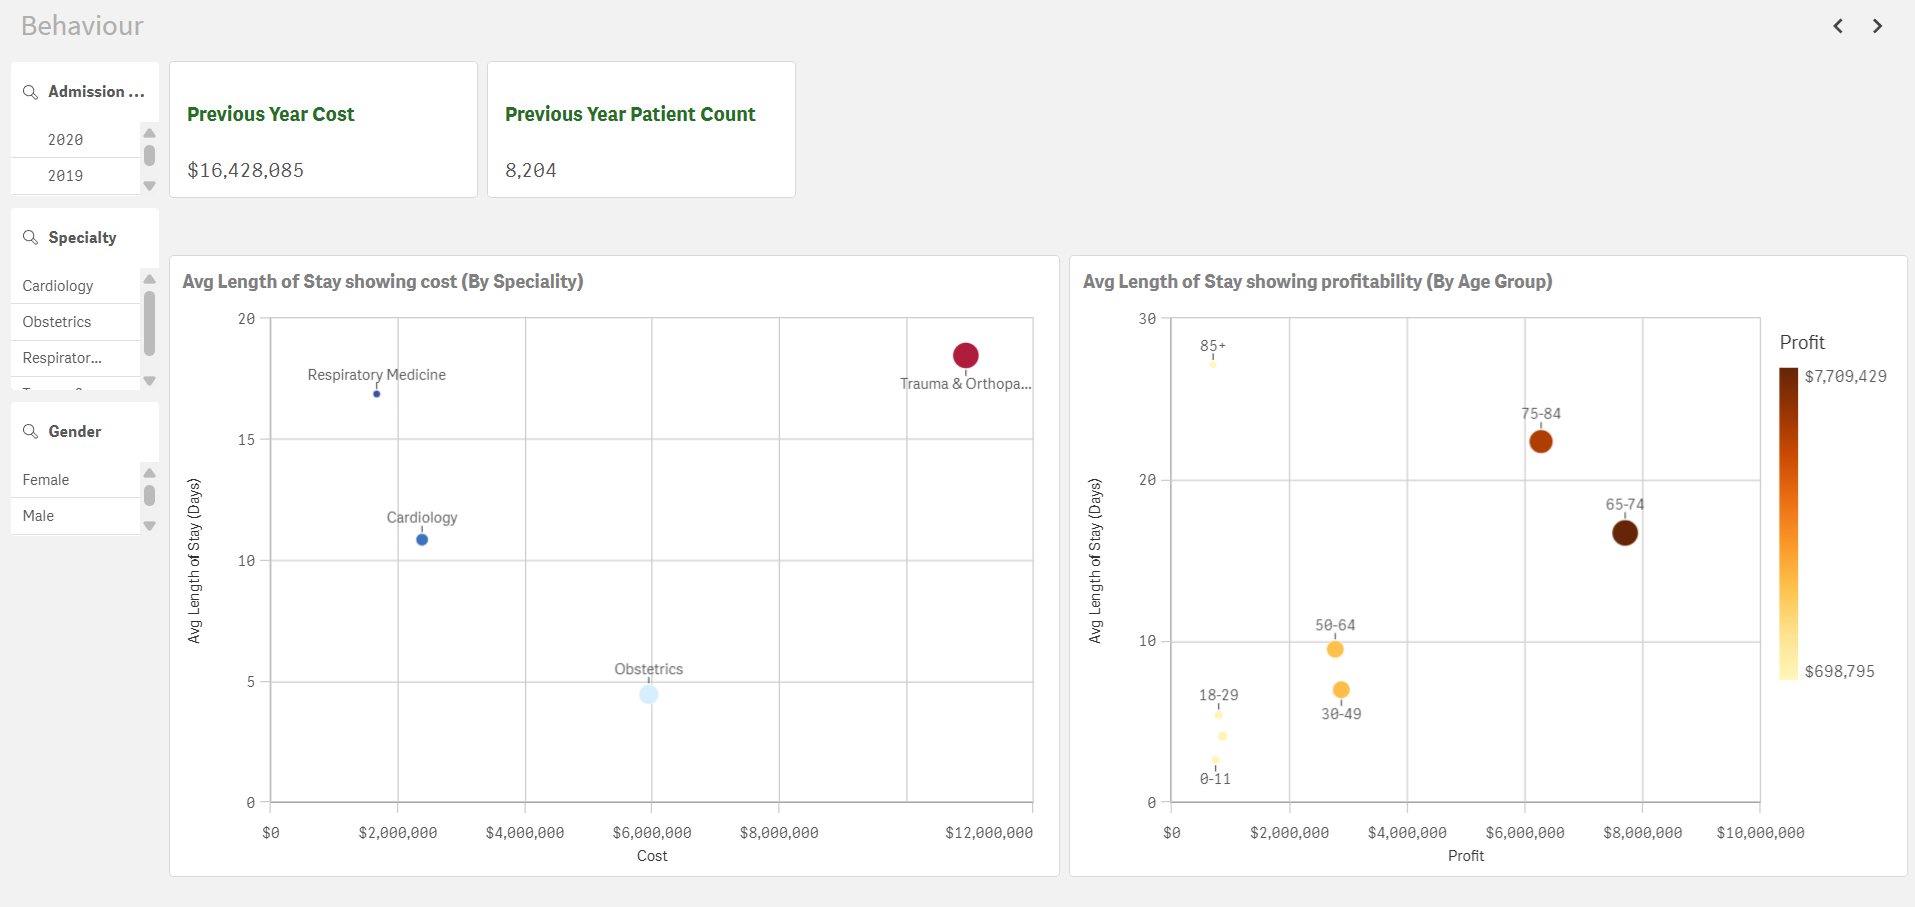 Behaviour
Admission ...
2020
2019
Specialty
Cardiology
Obstetrics
Respirator...
Gender
Female
Male
Previous Year Cost
$16,428,085
Previous Year Patient Count
8,204
Avg Length of Stay showing cost (By Speciality)
Avg Length of Stay (Days)
20
15
10
5
0
Respiratory Medicine
Trauma & Orthopa...
Cardiology
Obstetrics
$0
$2,000,000
$4,000,000
$6,000,000
$8,000,000
$12,000,000
Cost
Avg Length of Stay showing profitability (By Age Group)
Avg Length of Stay (Days)
30
20
10
0
85+
75-84
65-74
50-64
30-49
18-29
0-11
$0
$2,000,000
$4,000,000
$6,000,000
$8,000,000
$10,000,000
Profit
Profit
$7,709,429
$698,795